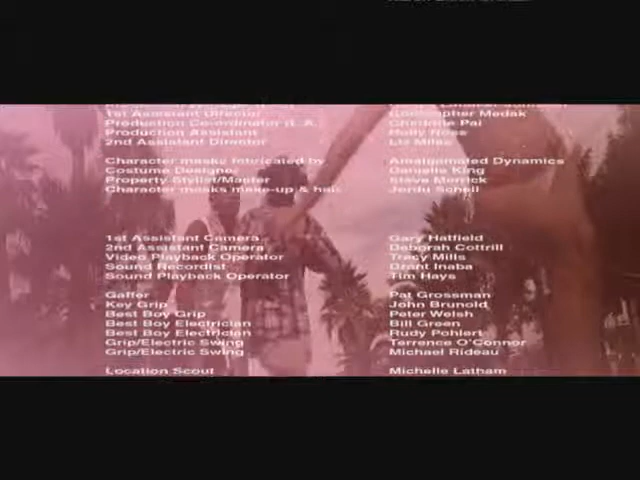 1st Assistant Director Christopher Medak
Production Co-ordinator (L.A. Cherylile Pai
Production Assistant Holly Ross
2nd Assistant Director Liz Miles
Character masks fabricated by Amalgamated Dynamics
Costume Designer Danielle King
Property Stylist/Master Steve Merrick
Character masks make-up & hair Jerdu Schell
1st Assistant Camera Gary Hatfield
2nd Assistant Camera Deborah Cottrill
Video Playback Operator Tracy Mills
Sound Recordist Grant Inaba
Sound Playback Operator Tim Hays
Gaffer Pat Grossman
Key Grip John Brunold
Best Boy Grip Peter Welsh
Best Boy Electrician Bill Green
Best Boy Electrician Rudy Pohlert
Grip/Electric Swing Terrence O'Connor
Grip/Electric Swing Michael Rideau
Location Scout Michelle Latham